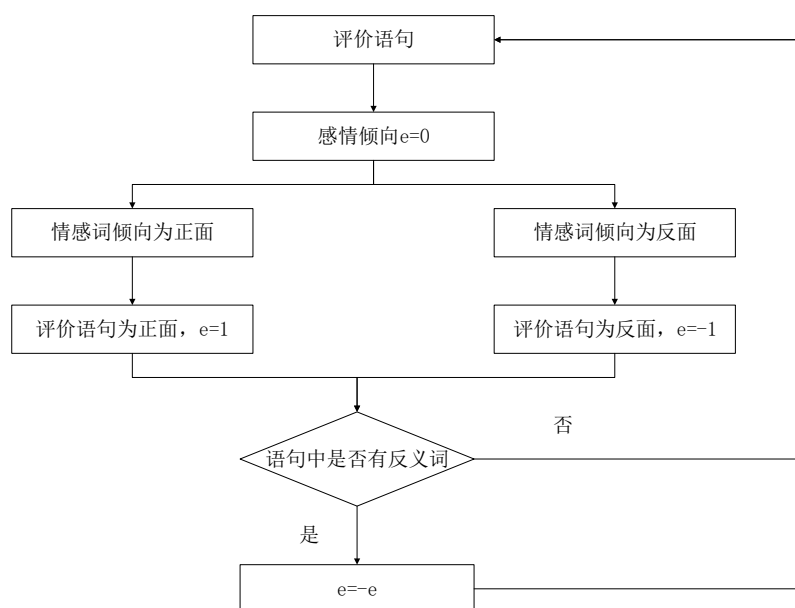 评价语句
感情倾向e=0
情感词倾向为正面
情感词倾向为反面
评价语句为正面，e=1
评价语句为反面，e=-1
否
语句中是否有反义词
是
e=-e